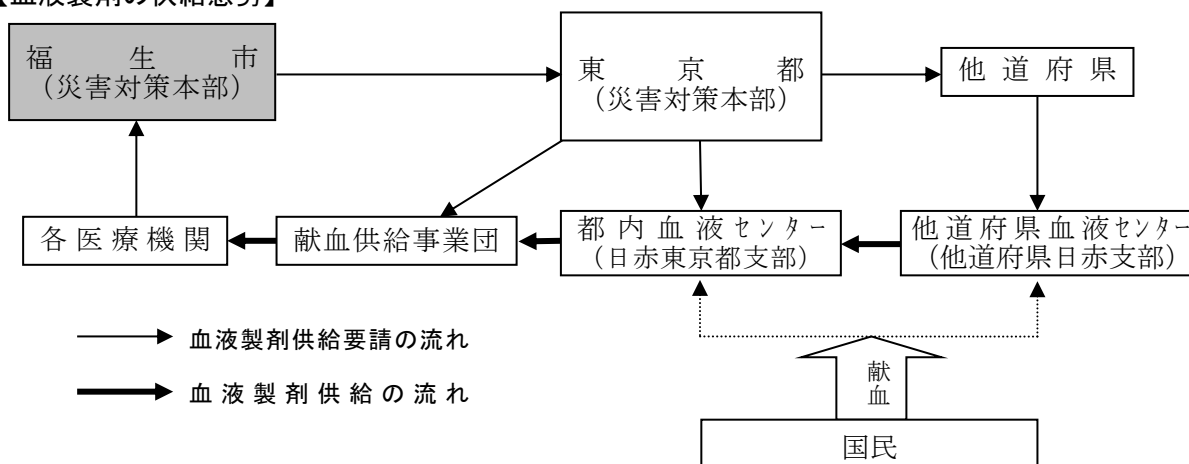 【血液製剤の供給態勢】
福生市
（災害対策本部）
東京都
（災害対策本部）
他道府県
各医療機関
献血供給事業団
都内血液センター
（日赤東京都支部）
他道府県血液センター
（他道府県日赤支部）
血液製剤供給要請の流れ
血液製剤供給の流れ
献血
国民